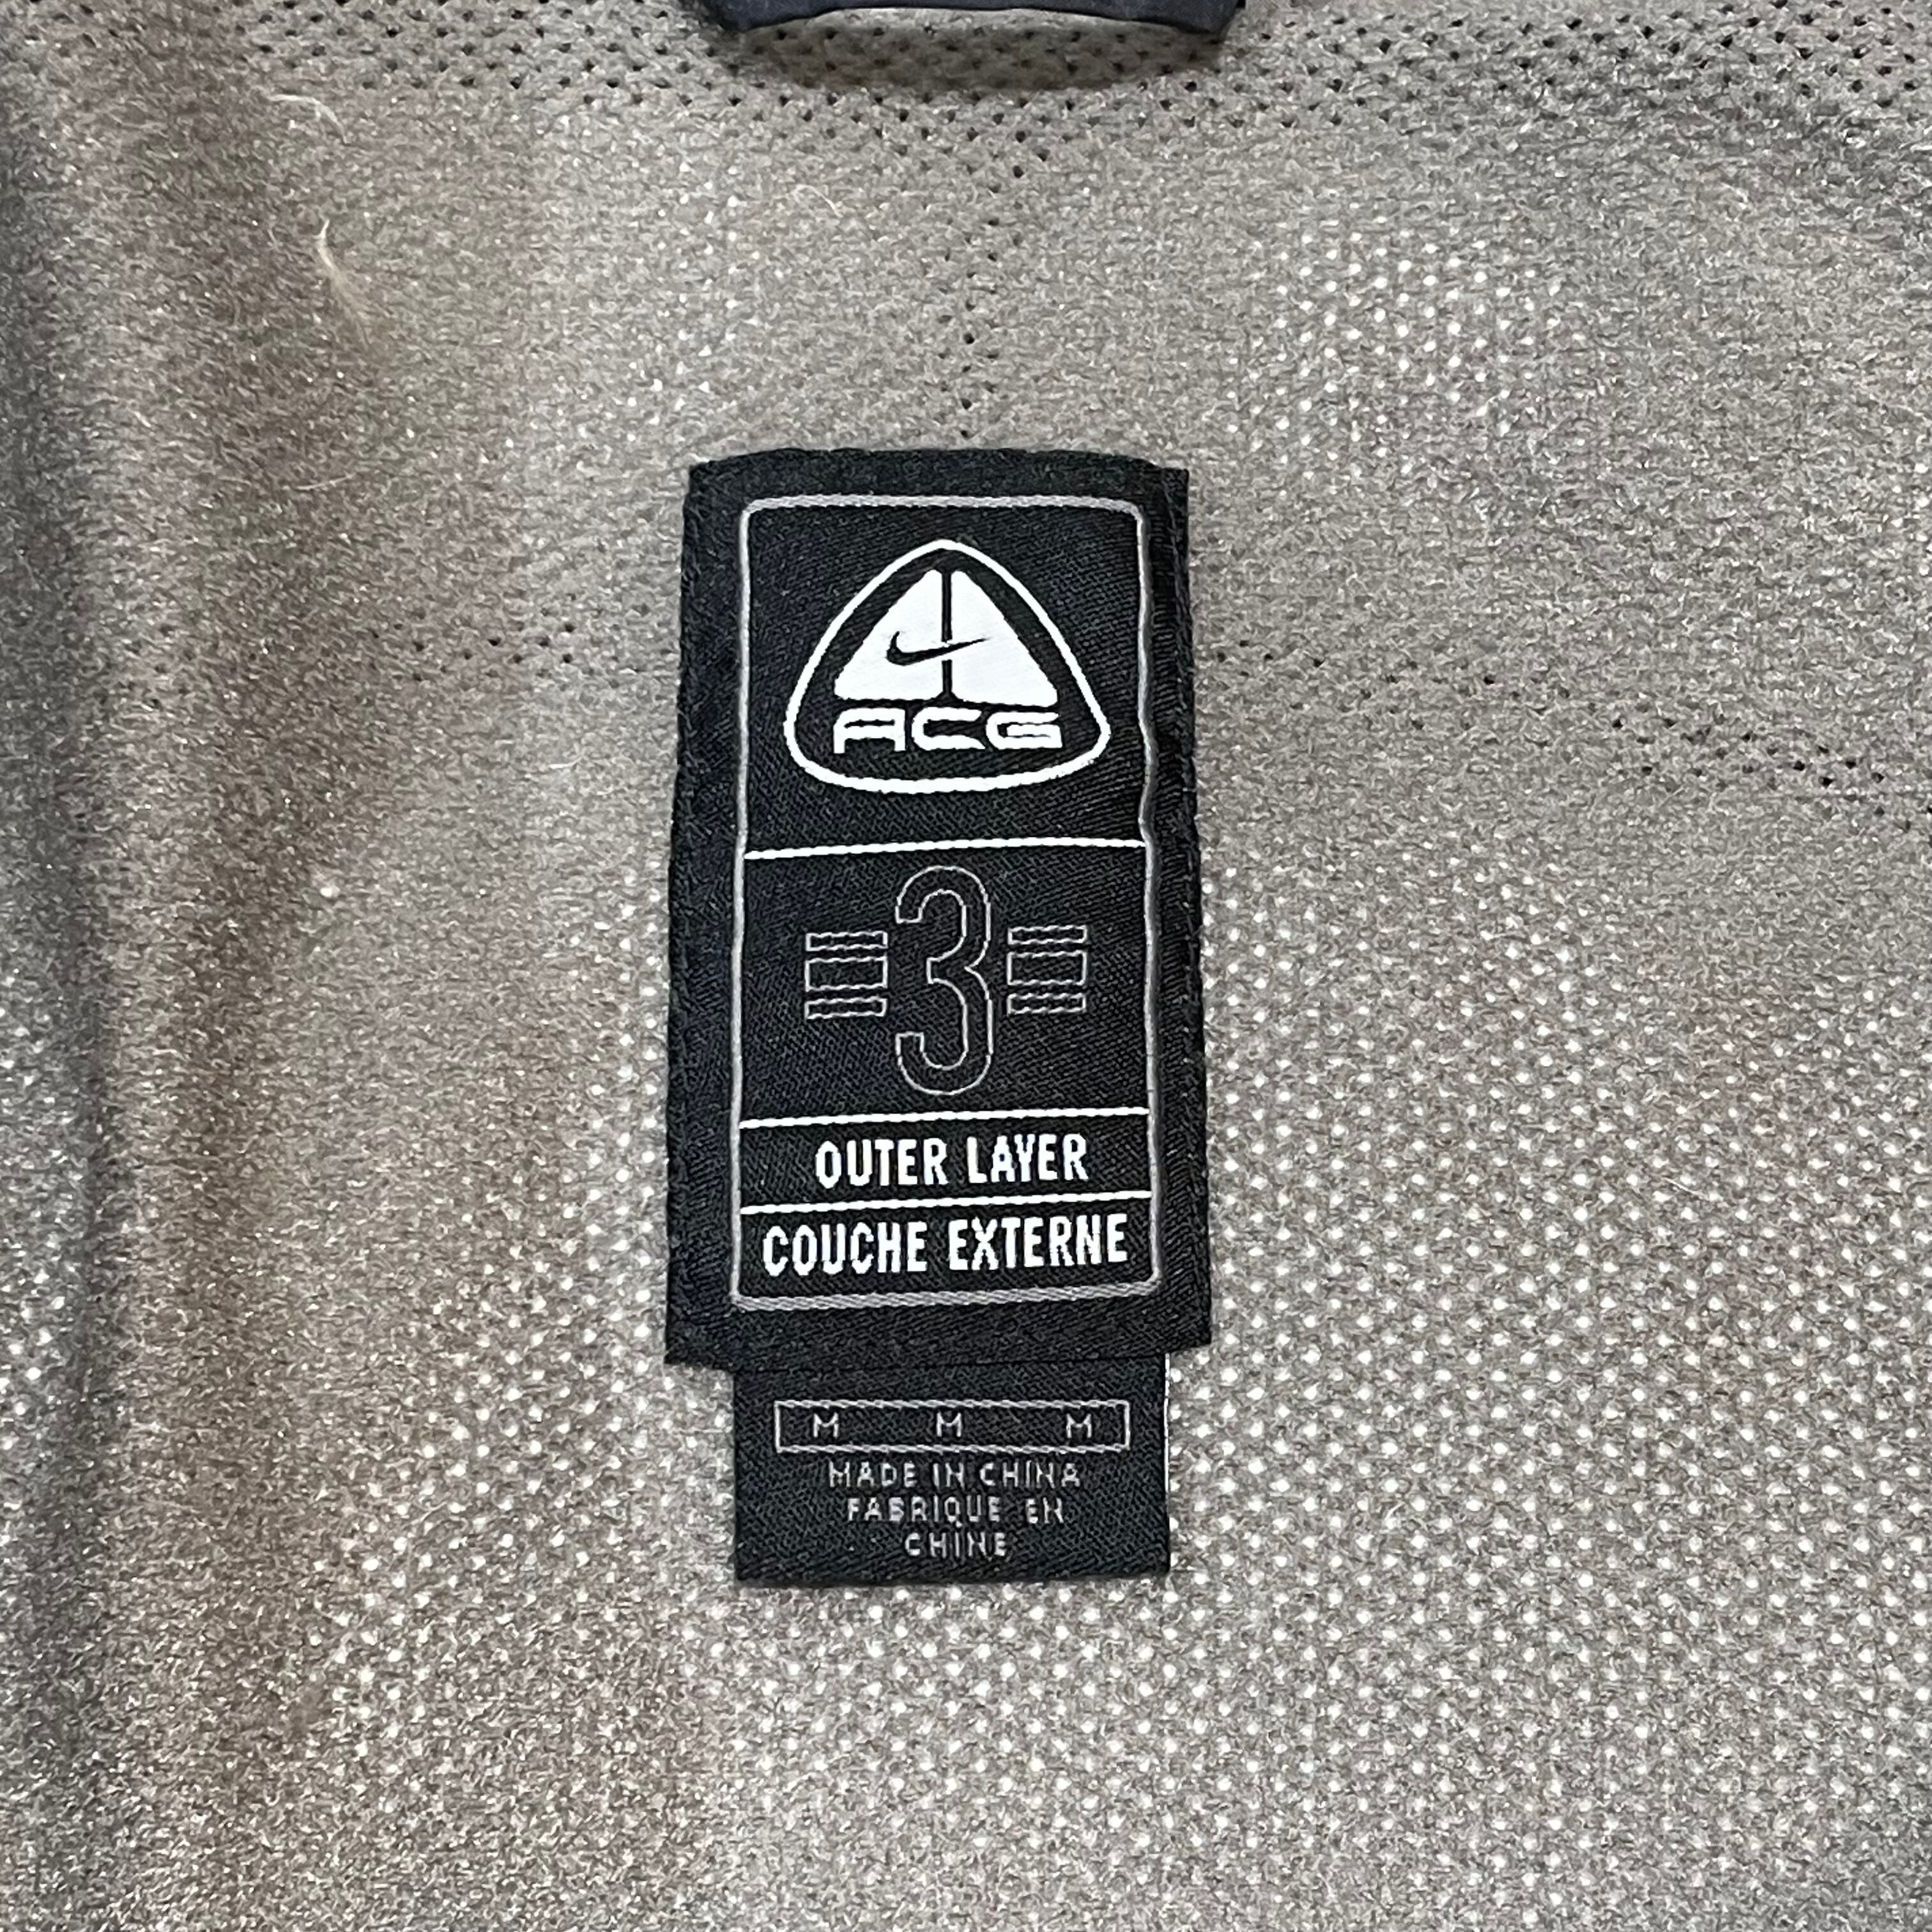 ACG
3
OUTER LAYER
COUCHE EXTERNE
M M M
MADE IN CHINA
FABRIQUE EN
CHINE